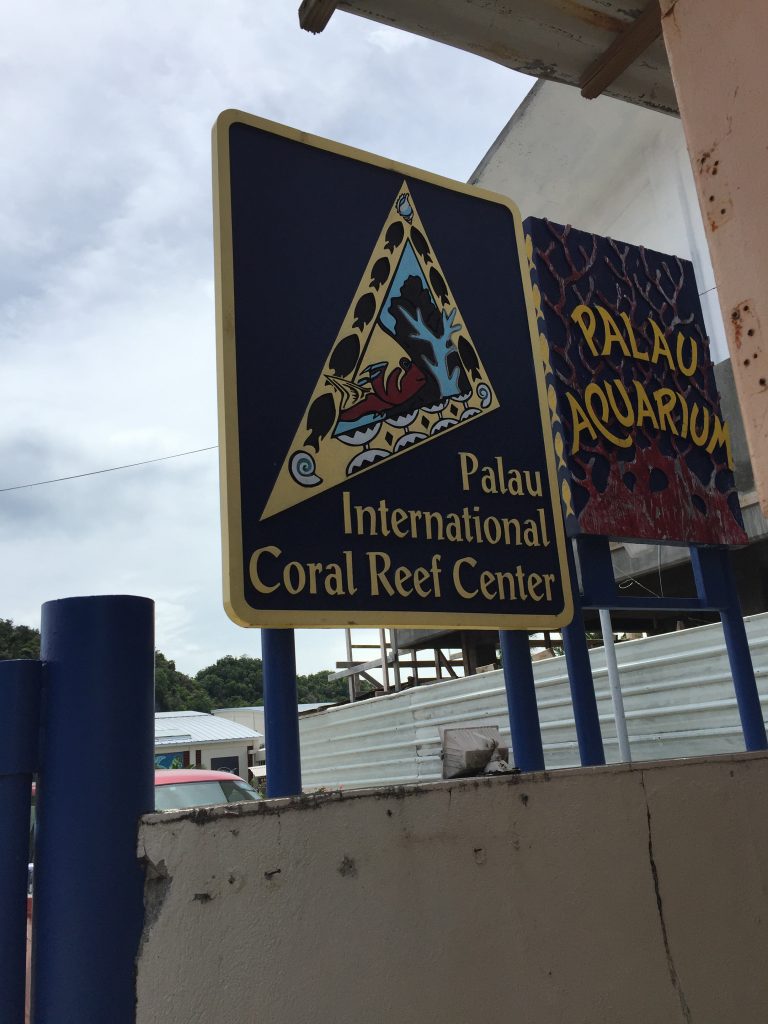 Palau
International
Coral Reef Center
PALAU
AQUARIUM